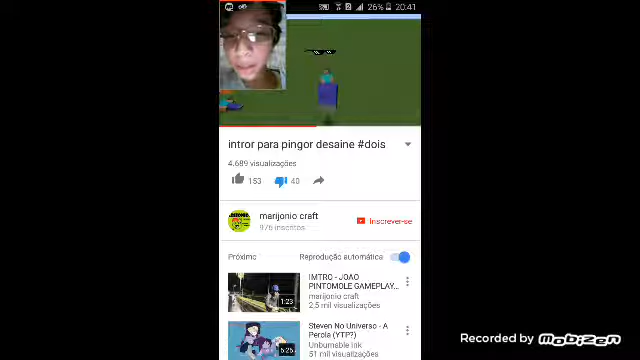 26% 20:41
intror para pingor desaine #dois
4.689 visualizações
153 40
marijonio craft
976 inscritos
Inscrever-se
Próximo Reprodução automática
IMTRO - JOAO
PINTOMOLE GAMEPLAY...
marijonio craft
2,5 mil visualizações
1:23
Steven No Universo - A
Perola (YTP?)
Unburnable Ink
51 mil visualizações
5:25
Recorded by Mobizen